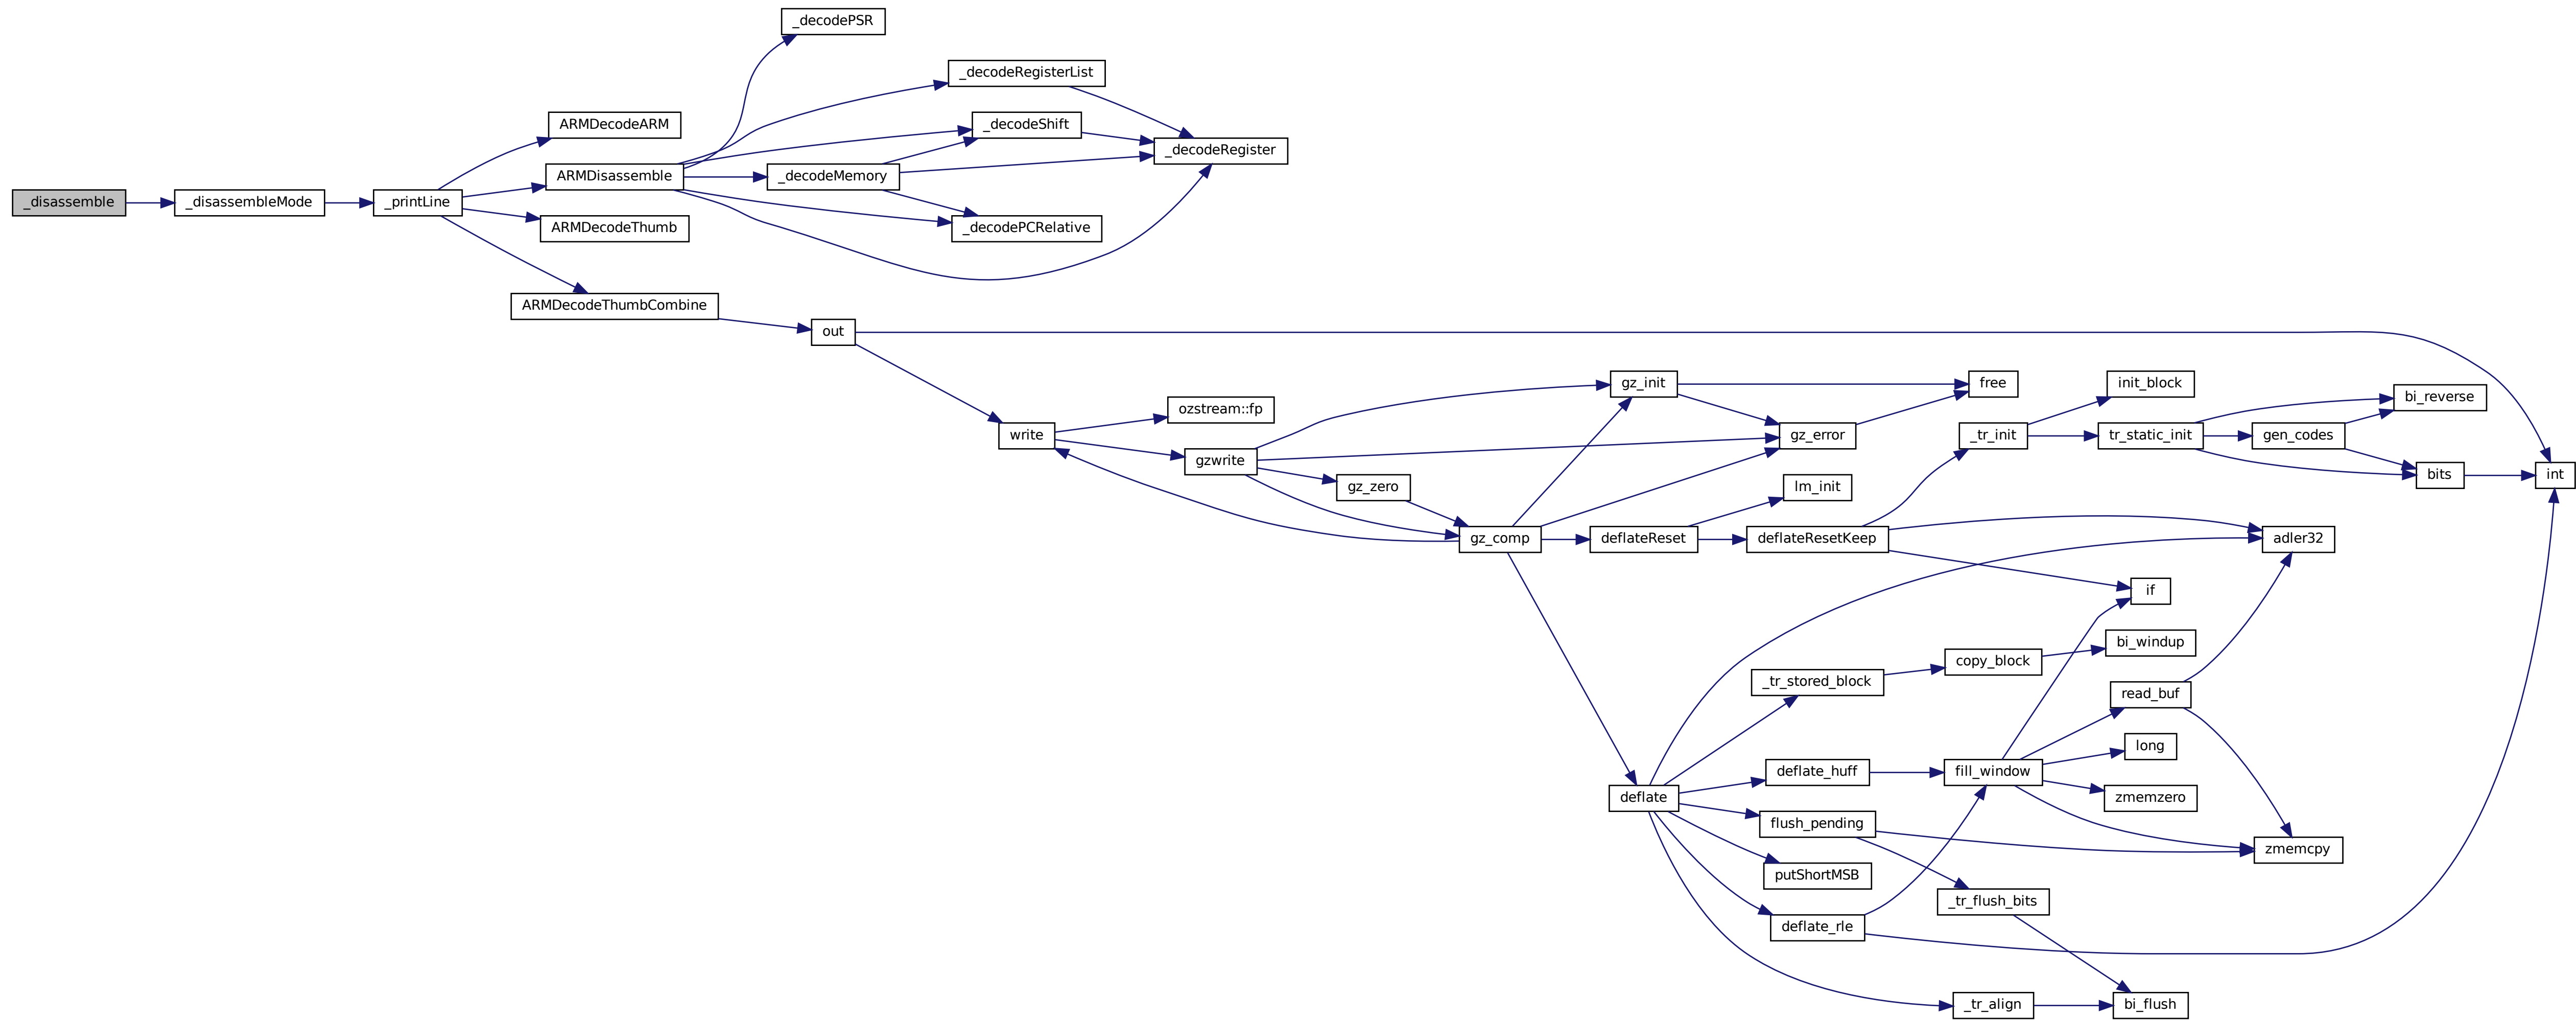 _decodePSR
_decodeRegisterList
ARMDecodeARM
_decodeShift
_decodeRegister
ARMDisassemble
_decodeMemory
_disassemble
_disassembleMode
_printLine
ARMDecodeThumb
_decodePCRelative
ARMDecodeThumbCombine
out
gz_init
free
init_block
bi_reverse
ozstream::fp
write
gz_error
_tr_init
tr_static_init
gen_codes
gzwrite
bits
int
gz_zero
lm_init
gz_comp
deflateReset
deflateResetKeep
adler32
if
bi_windup
copy_block
_tr_stored_block
read_buf
long
deflate_huff
fill_window
deflate
zmemzero
flush_pending
zmemcpy
putShortMSB
_tr_flush_bits
deflate_rle
_tr_align
bi_flush